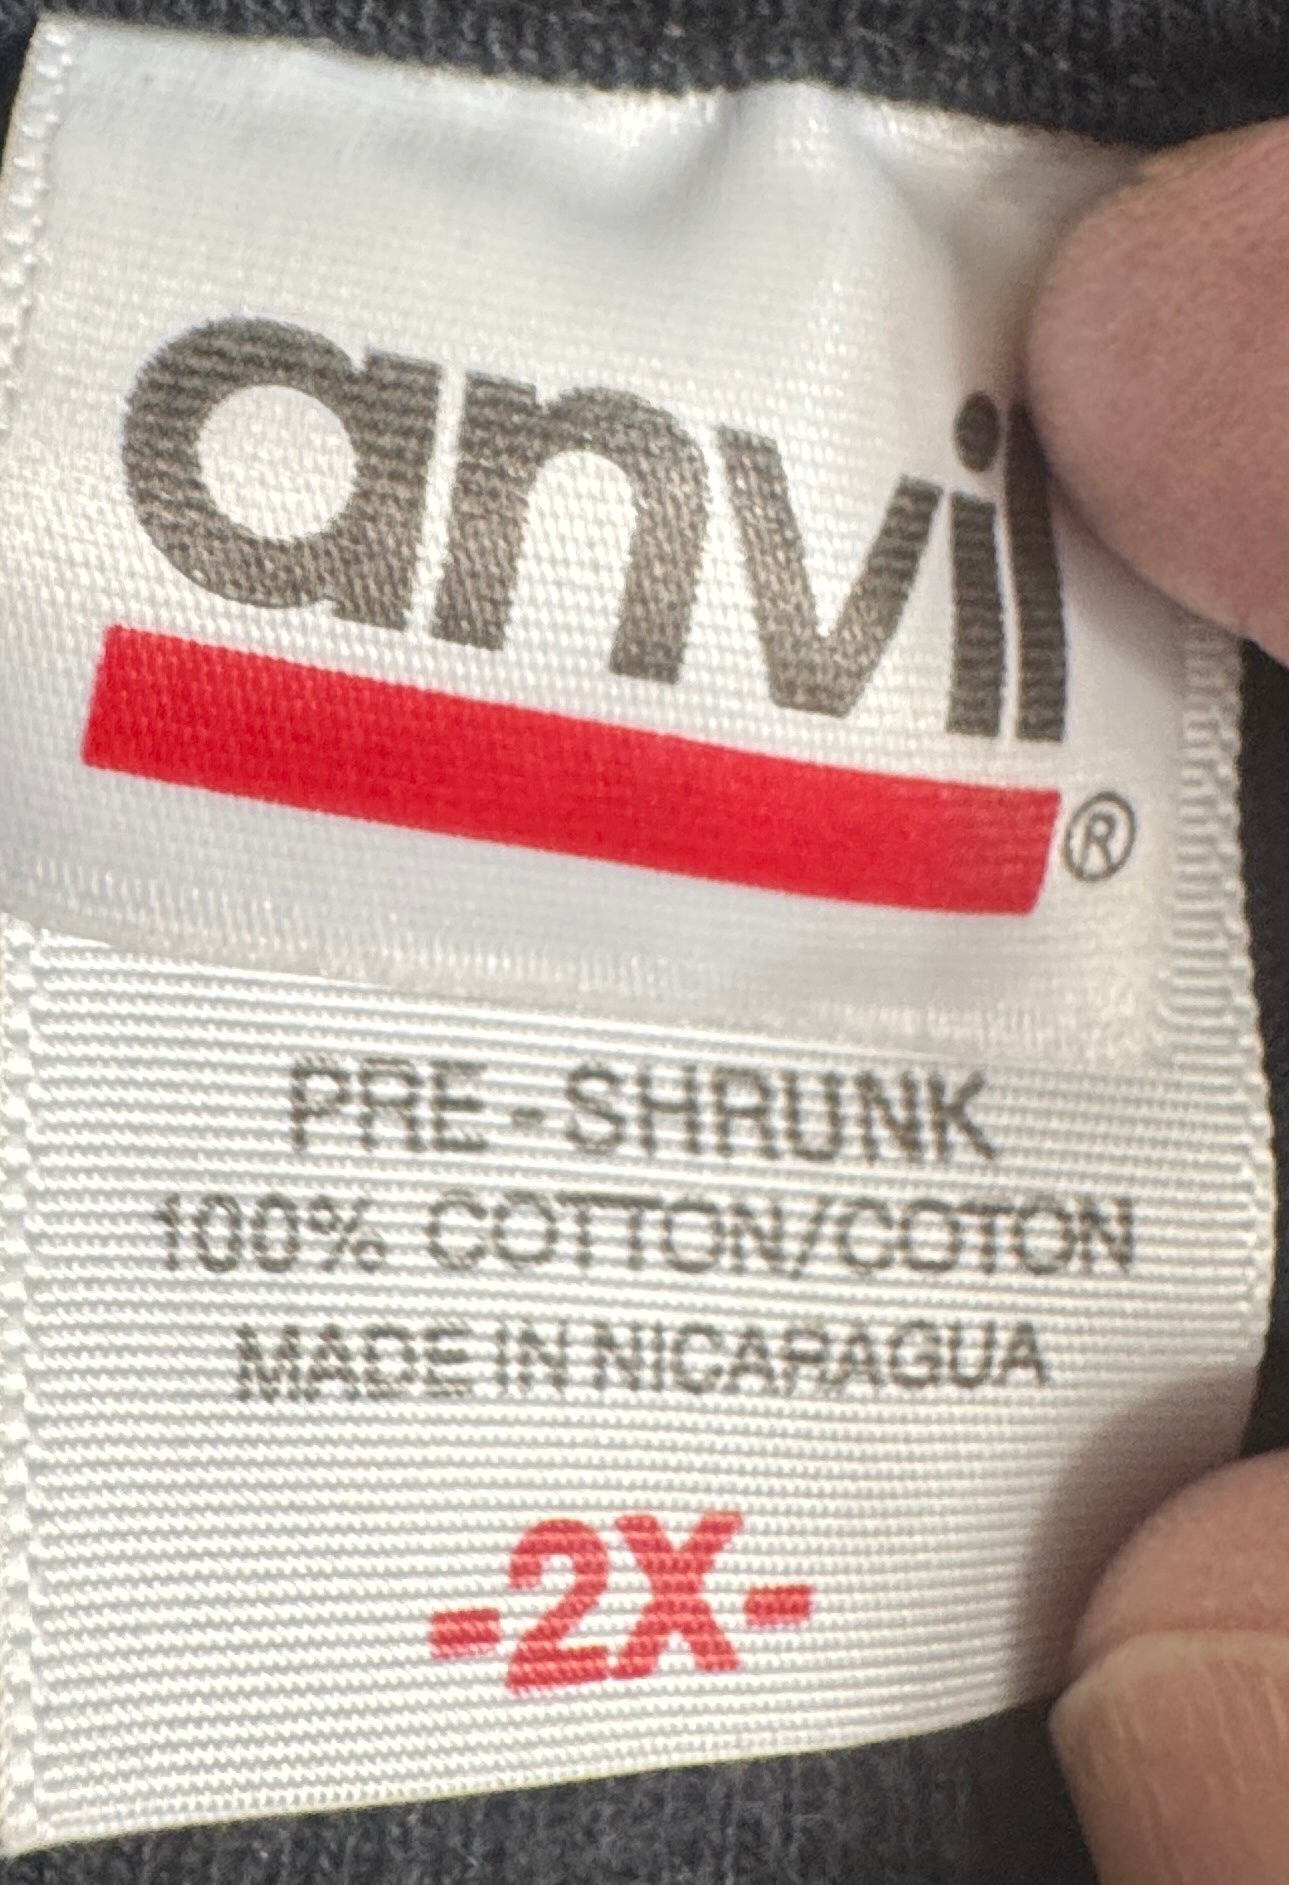 anvil
®
PRE-SHRUNK
100% COTTON/COTON
MADE IN NICARAGUA
-2X-